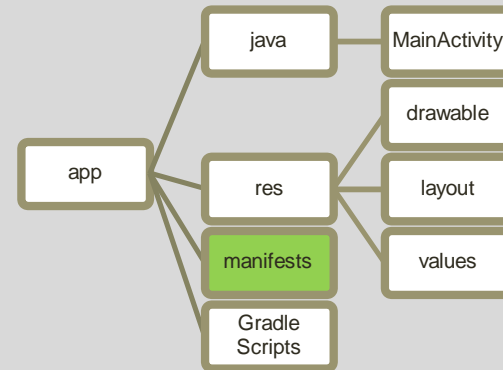 app
java
MainActivity
res
drawable
layout
values
manifests
Gradle
Scripts